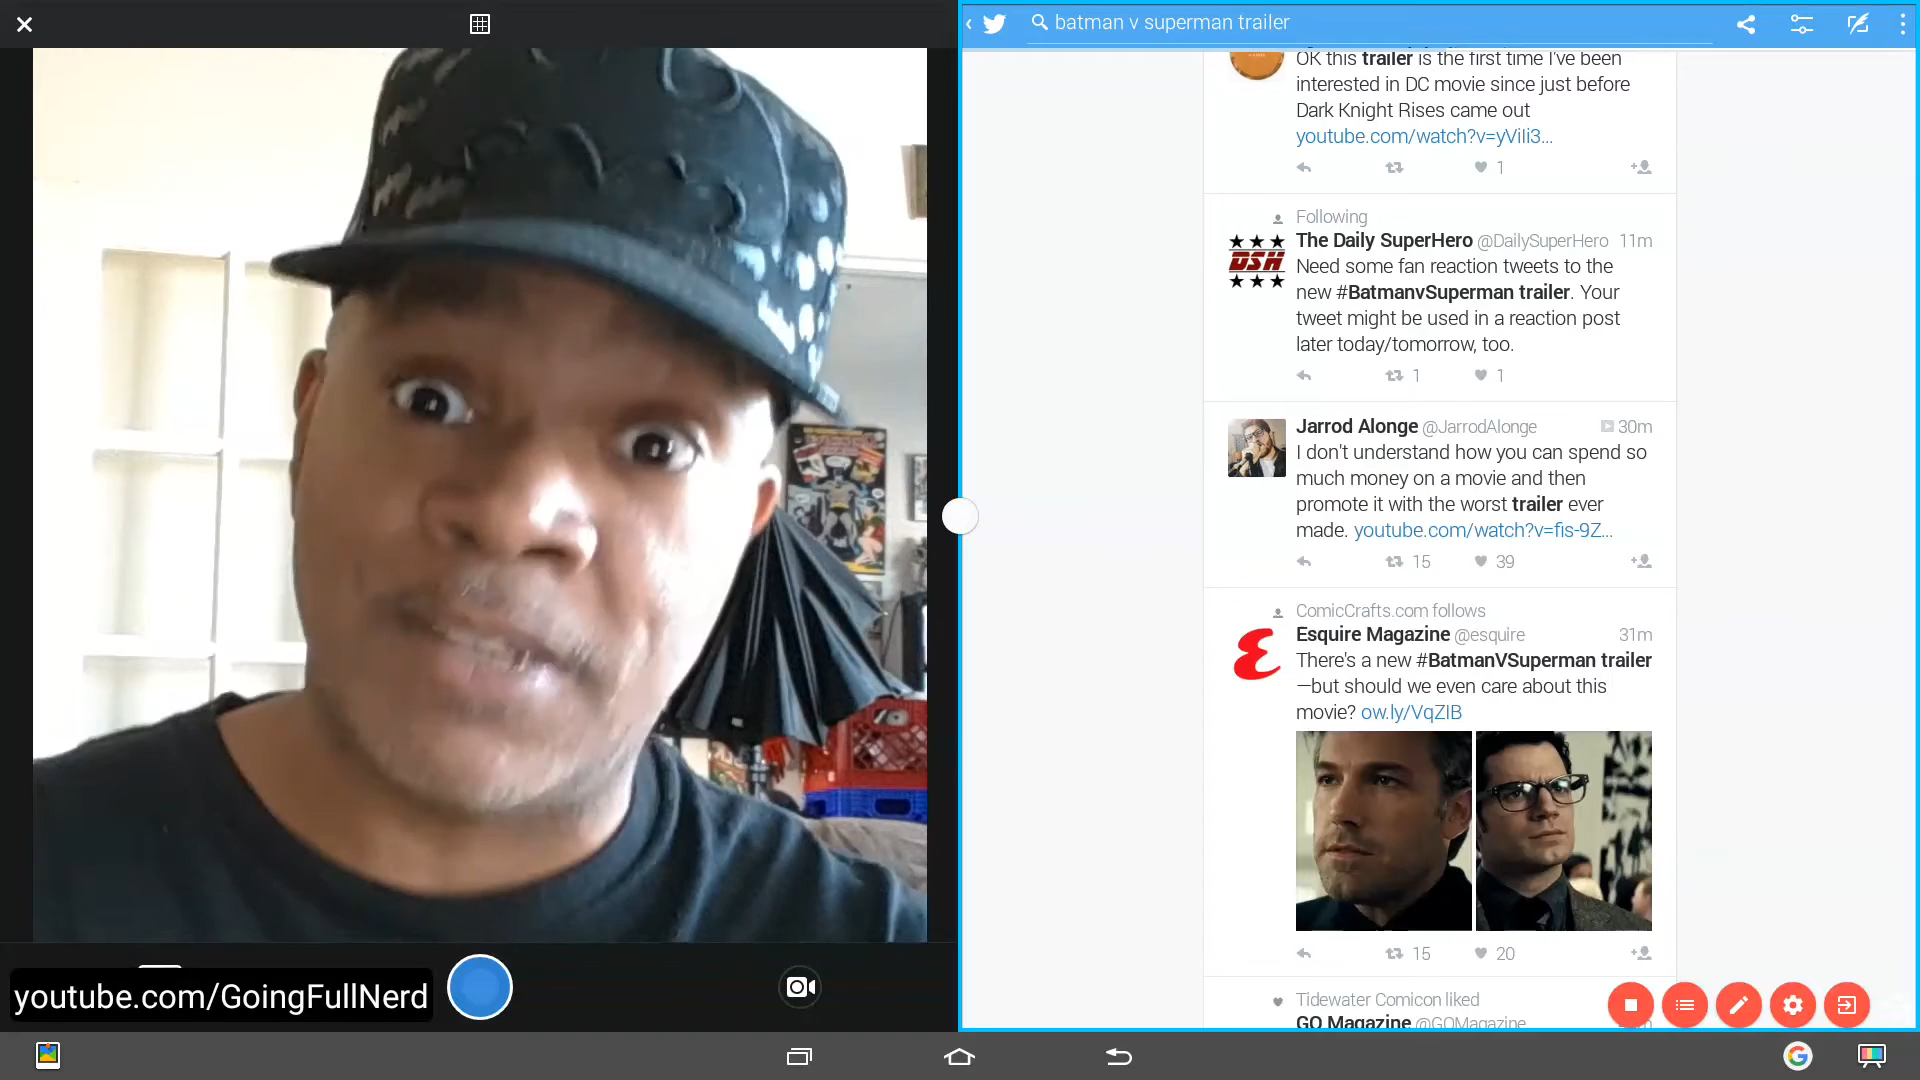 batman v superman trailer
OK this trailer is the first time I've been
interested in DC movie since just before
Dark Knight Rises came out
youtube.com/watch?v=yViIi3...
1
Following
The Daily SuperHero @DailySuperHero 11m
DSH
Need some fan reaction tweets to the
new #BatmanvSuperman trailer. Your
tweet might be used in a reaction post
later today/tomorrow, too.
1 1
Jarrod Alonge @JarrodAlonge 30m
I don't understand how you can spend so
much money on a movie and then
promote it with the worst trailer ever
made. youtube.com/watch?v=fis-9Z...
15 39
ComicCrafts.com follows
Esquire Magazine @esquire 31m
There's a new #BatmanVSuperman trailer
—but should we even care about this
movie? ow.ly/VqZIB
15 20
Tidewater Comicon liked
GQ Magazine @GQMagazine
youtube.com/GoingFullNerd